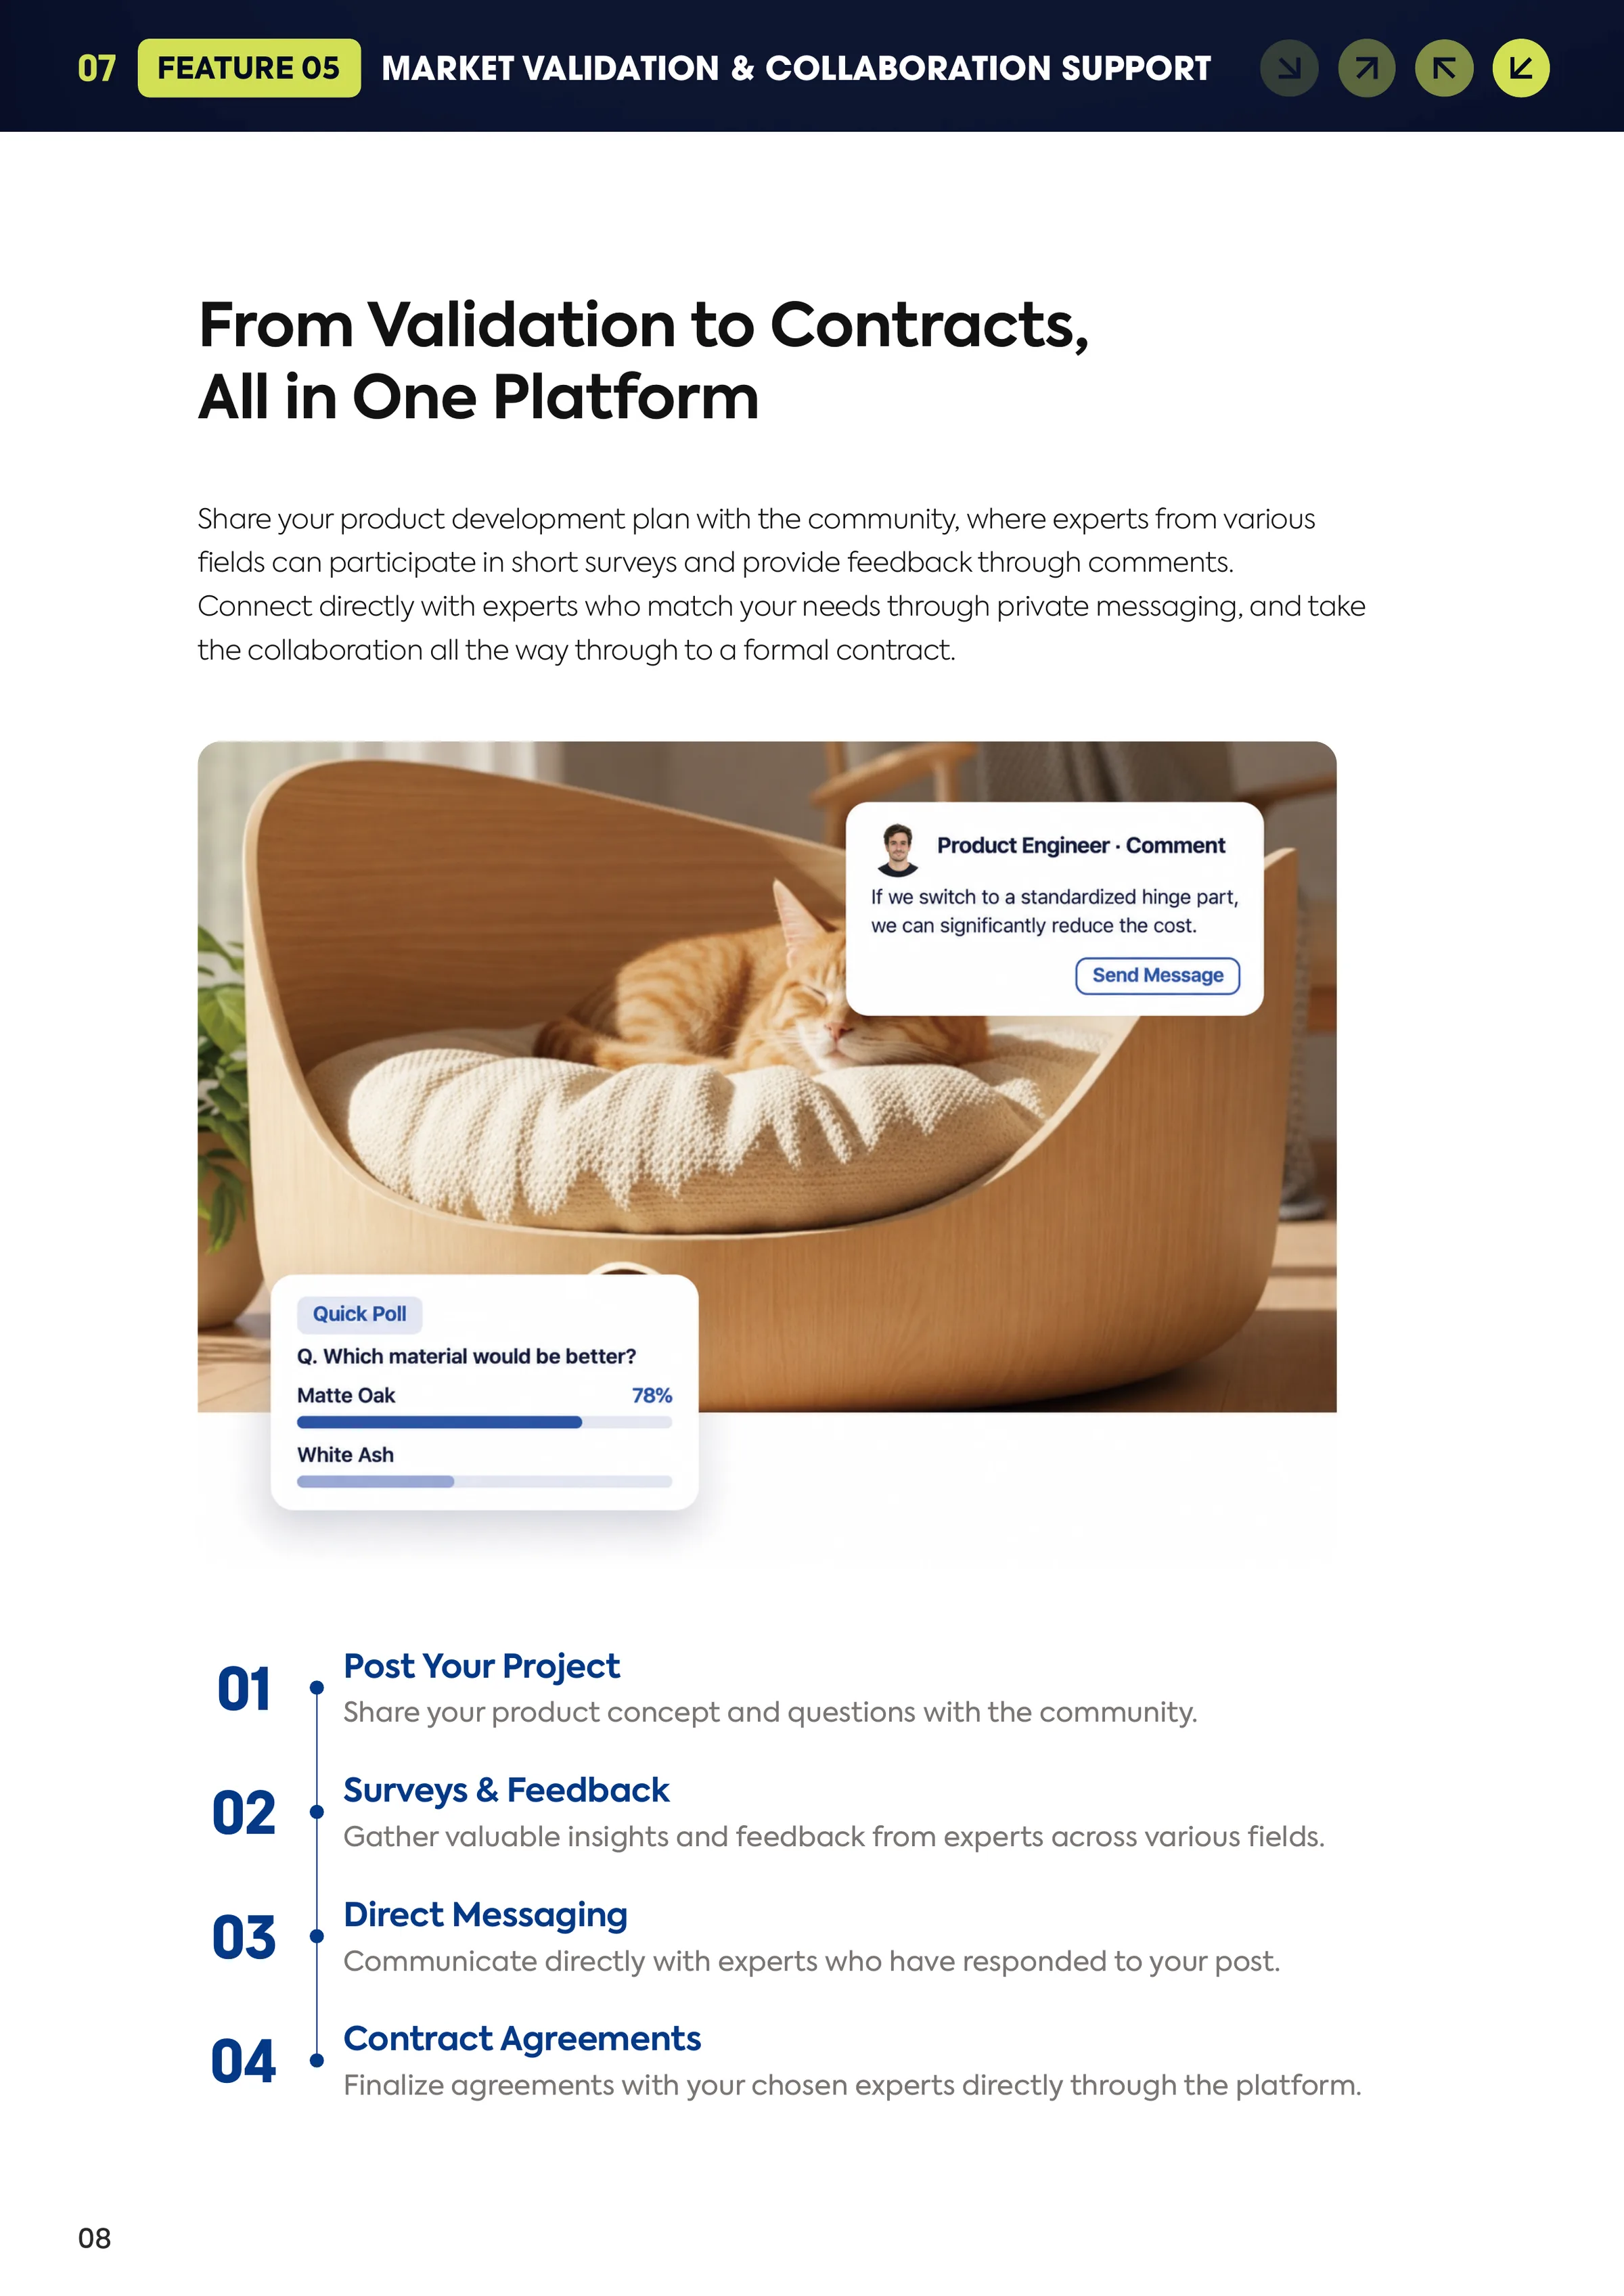 07 FEATURE 05 MARKET VALIDATION & COLLABORATION SUPPORT
From Validation to Contracts,
All in One Platform
Share your product development plan with the community, where experts from various
fields can participate in short surveys and provide feedback through comments.
Connect directly with experts who match your needs through private messaging, and take
the collaboration all the way through to a formal contract.
Product Engineer · Comment
If we switch to a standardized hinge part,
we can significantly reduce the cost.
Send Message
Quick Poll
Q. Which material would be better?
Matte Oak 78%
White Ash
01 Post Your Project
Share your product concept and questions with the community.
02 Surveys & Feedback
Gather valuable insights and feedback from experts across various fields.
03 Direct Messaging
Communicate directly with experts who have responded to your post.
04 Contract Agreements
Finalize agreements with your chosen experts directly through the platform.
08